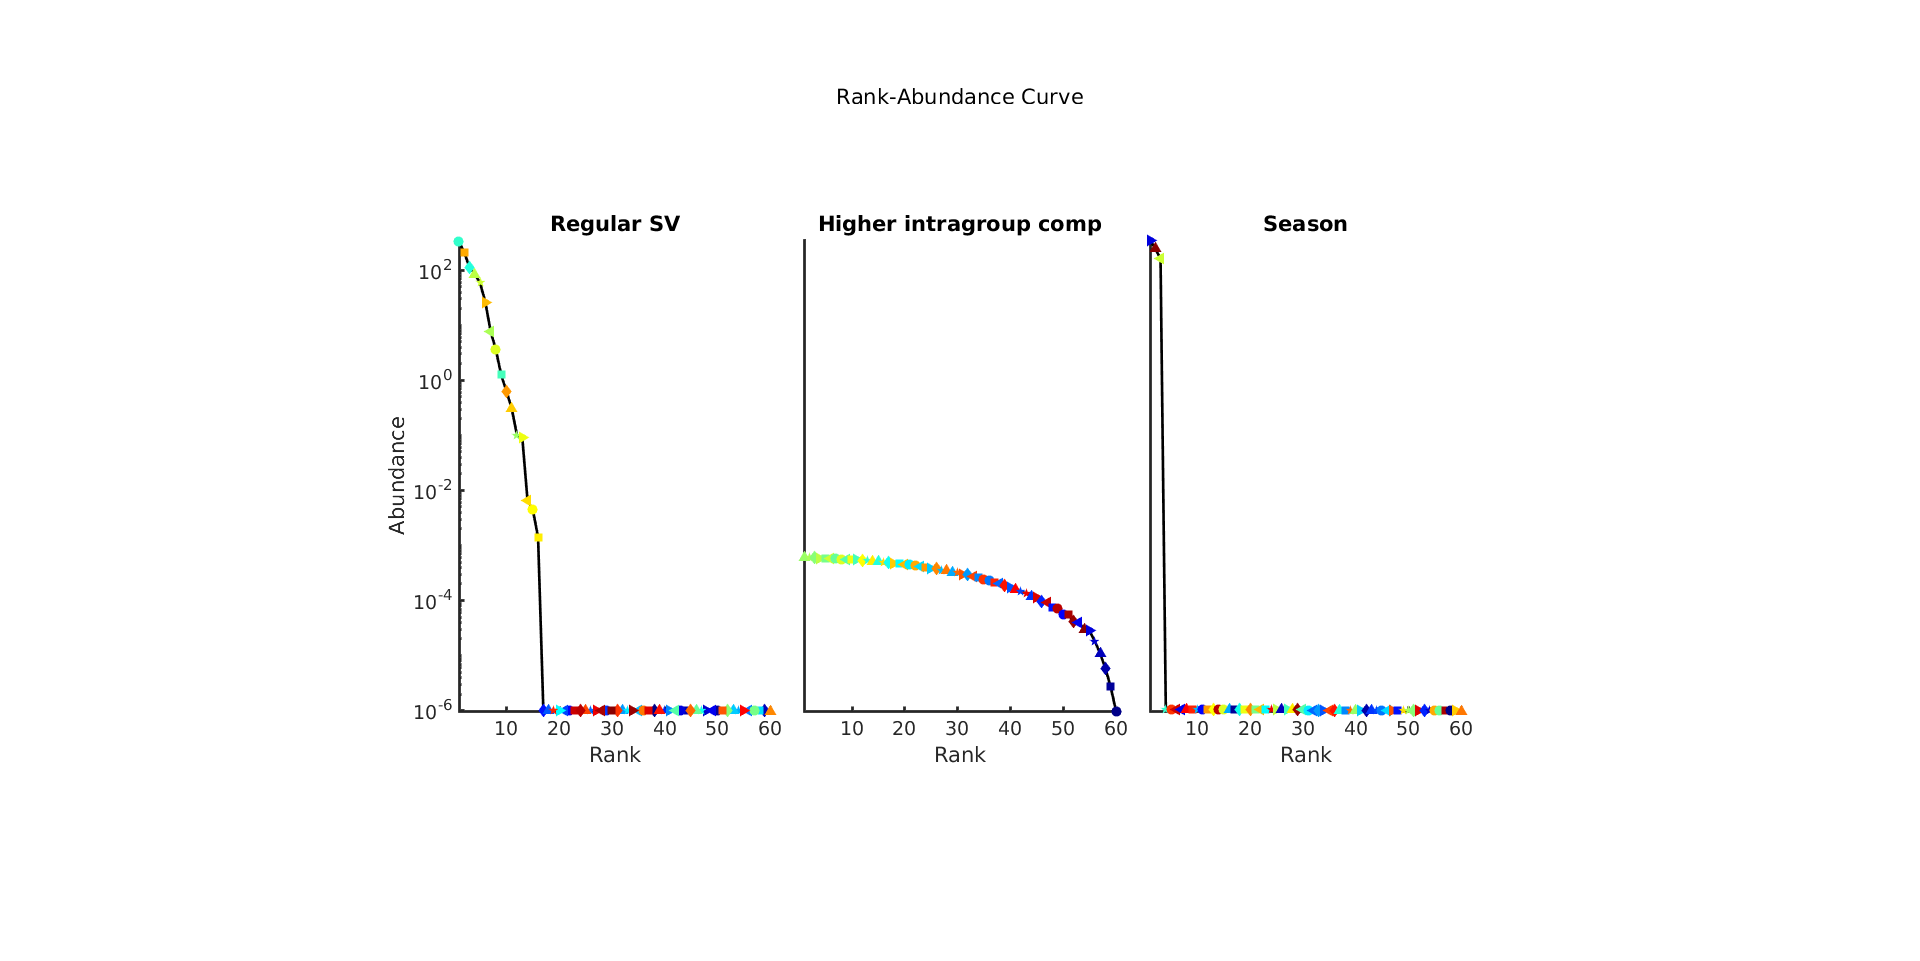 Rank-Abundance Curve
Regular SV
Higher intragroup comp
Season
Abundance
10^2
10^0
10^-2
10^-4
10^-6
10 20 30 40 50 60
10 20 30 40 50 60
10 20 30 40 50 60
Rank
Rank
Rank